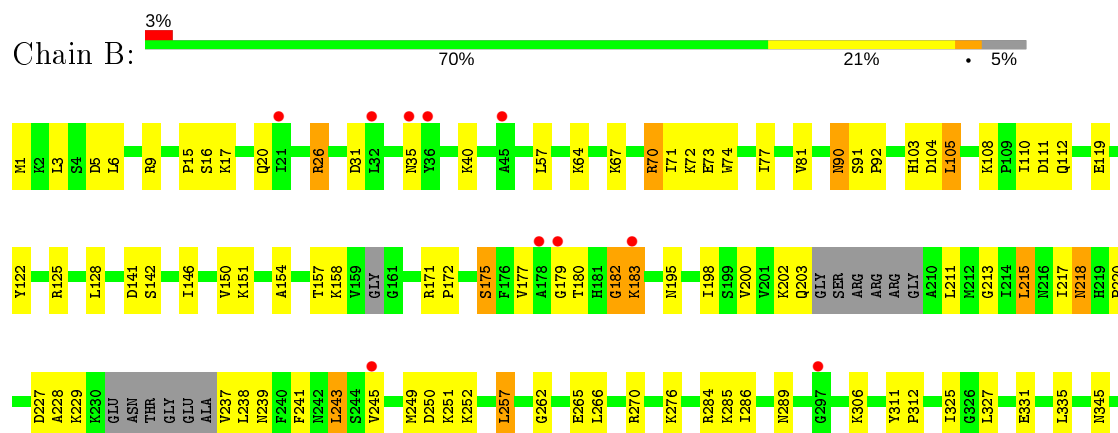 3%
Chain B:
70% 21% • 5%
M1 K2 L3 S4 D5 L6 R9 P15 S16 K17 Q20 I21 R26 D31 L32 N35 Y36 K40 A45 L57 K64 K67 R70 I71 K72 E73 W74 I77 V81 N90 S91 P92 H103 D104 L105 K108 P109 I110 D111 Q112 E119
Y122 R125 L128 D141 S142 I146 V150 K151 A154 T157 K158 V159 GLY G161 R171 P172 S175 F176 V177 A178 G179 T180 H181 G182 K183 N195 I198 S199 V200 V201 K202 Q203 GLY SER ARG ARG ARG GLY A210 L211 M212 G213 I214 L215 N216 I217 N218 H219 P220
D227 A228 K229 K230 GLU ASN THR GLY GLU ALA V237 L238 N239 F240 F241 N242 L243 S244 V245 M249 D250 K251 K252 L257 G262 E265 L266 R270 K276 R284 K285 I286 N289 G297 K306 Y311 P312 I325 G326 L327 E331 L335 N345